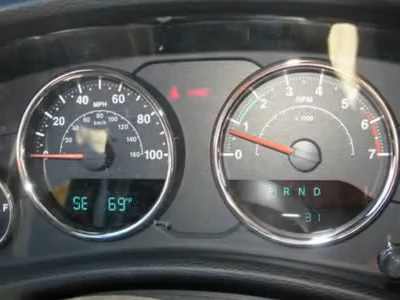 MPH
km/h
0 20 40 60 80 100
20 40 60 80 100 120 140 160
SE 69°F
RPM
x 1000
0 1 2 3 4 5 6 7
P R N D
31
F